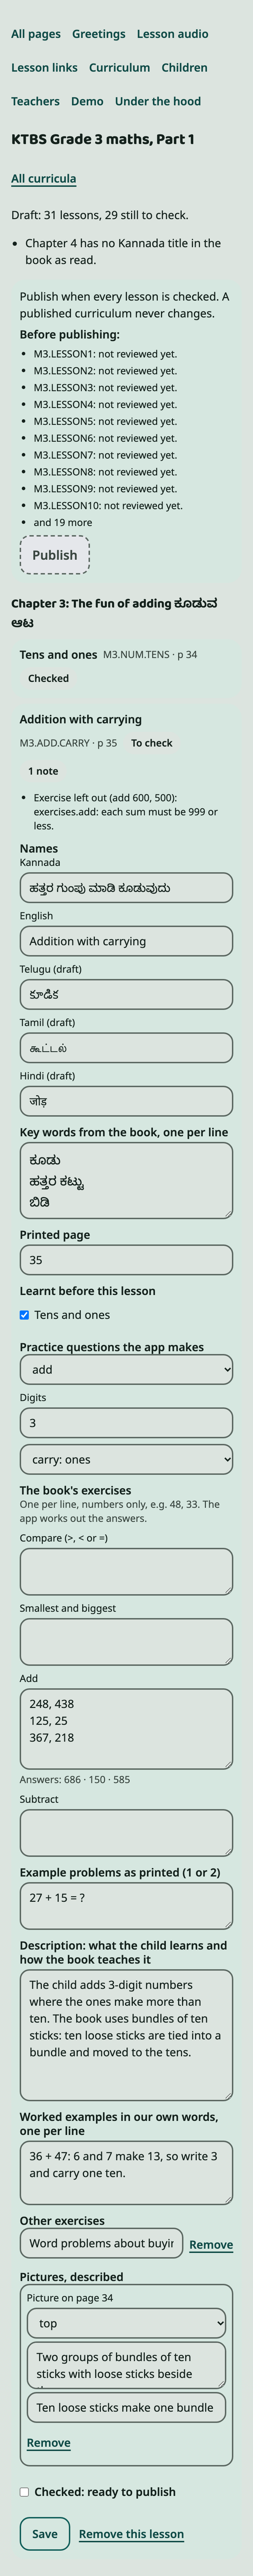 All pages Greetings Lesson audio
Lesson links Curriculum Children
Teachers Demo Under the hood
KTBS Grade 3 maths, Part 1
All curricula
Draft: 31 lessons, 29 still to check.
Chapter 4 has no Kannada title in the
book as read.
Publish when every lesson is checked. A
published curriculum never changes.
Before publishing:
M3.LESSON1: not reviewed yet.
M3.LESSON2: not reviewed yet.
M3.LESSON3: not reviewed yet.
M3.LESSON4: not reviewed yet.
M3.LESSON5: not reviewed yet.
M3.LESSON6: not reviewed yet.
M3.LESSON7: not reviewed yet.
M3.LESSON8: not reviewed yet.
M3.LESSON9: not reviewed yet.
M3.LESSON10: not reviewed yet.
and 19 more
Publish
Chapter 3: The fun of adding ಕೂಡುವ
ಆಟ
Tens and ones M3.NUM.TENS · p 34
Checked
Addition with carrying
M3.ADD.CARRY · p 35 To check
1 note
Exercise left out (add 600, 500):
exercises.add: each sum must be 999 or
less.
Names
Kannada
ಹತ್ತರ ಗುಂಪು ಮಾಡಿ ಕೂಡುವುದು
English
Addition with carrying
Telugu (draft)
కూడిక
Tamil (draft)
கூட்டல்
Hindi (draft)
जोड़
Key words from the book, one per line
ಕೂಡು
ಹತ್ತರ ಕಟ್ಟು
ಬಿಡಿ
Printed page
35
Learnt before this lesson
Tens and ones
Practice questions the app makes
add
Digits
3
carry: ones
The book's exercises
One per line, numbers only, e.g. 48, 33. The
app works out the answers.
Compare (>, < or =)
Smallest and biggest
Add
248, 438
125, 25
367, 218
Answers: 686 · 150 · 585
Subtract
Example problems as printed (1 or 2)
27 + 15 = ?
Description: what the child learns and
how the book teaches it
The child adds 3-digit numbers
where the ones make more than
ten. The book uses bundles of ten
sticks: ten loose sticks are tied into a
bundle and moved to the tens.
Worked examples in our own words,
one per line
36 + 47: 6 and 7 make 13, so write 3
and carry one ten.
Other exercises
Word problems about buyin Remove
Pictures, described
Picture on page 34
top
Two groups of bundles of ten
sticks with loose sticks beside
Ten loose sticks make one bundle
Remove
Checked: ready to publish
Save Remove this lesson